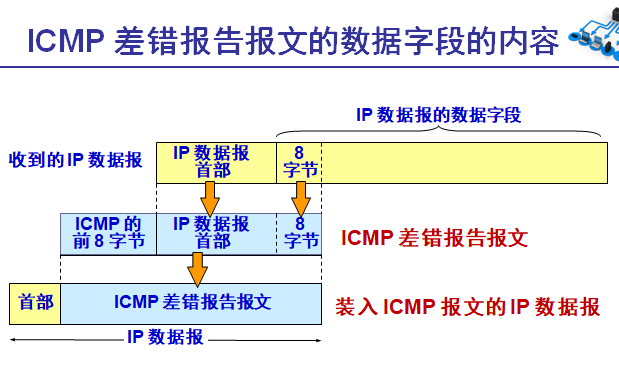 ICMP 差错报告报文的数据字段的内容
IP 数据报的数据字段
收到的 IP 数据报
IP 数据报
首部
8
字节
ICMP 的
前 8 字节
IP 数据报
首部
8
字节
ICMP 差错报告报文
首部
ICMP 差错报告报文
装入 ICMP 报文的 IP 数据报
IP 数据报